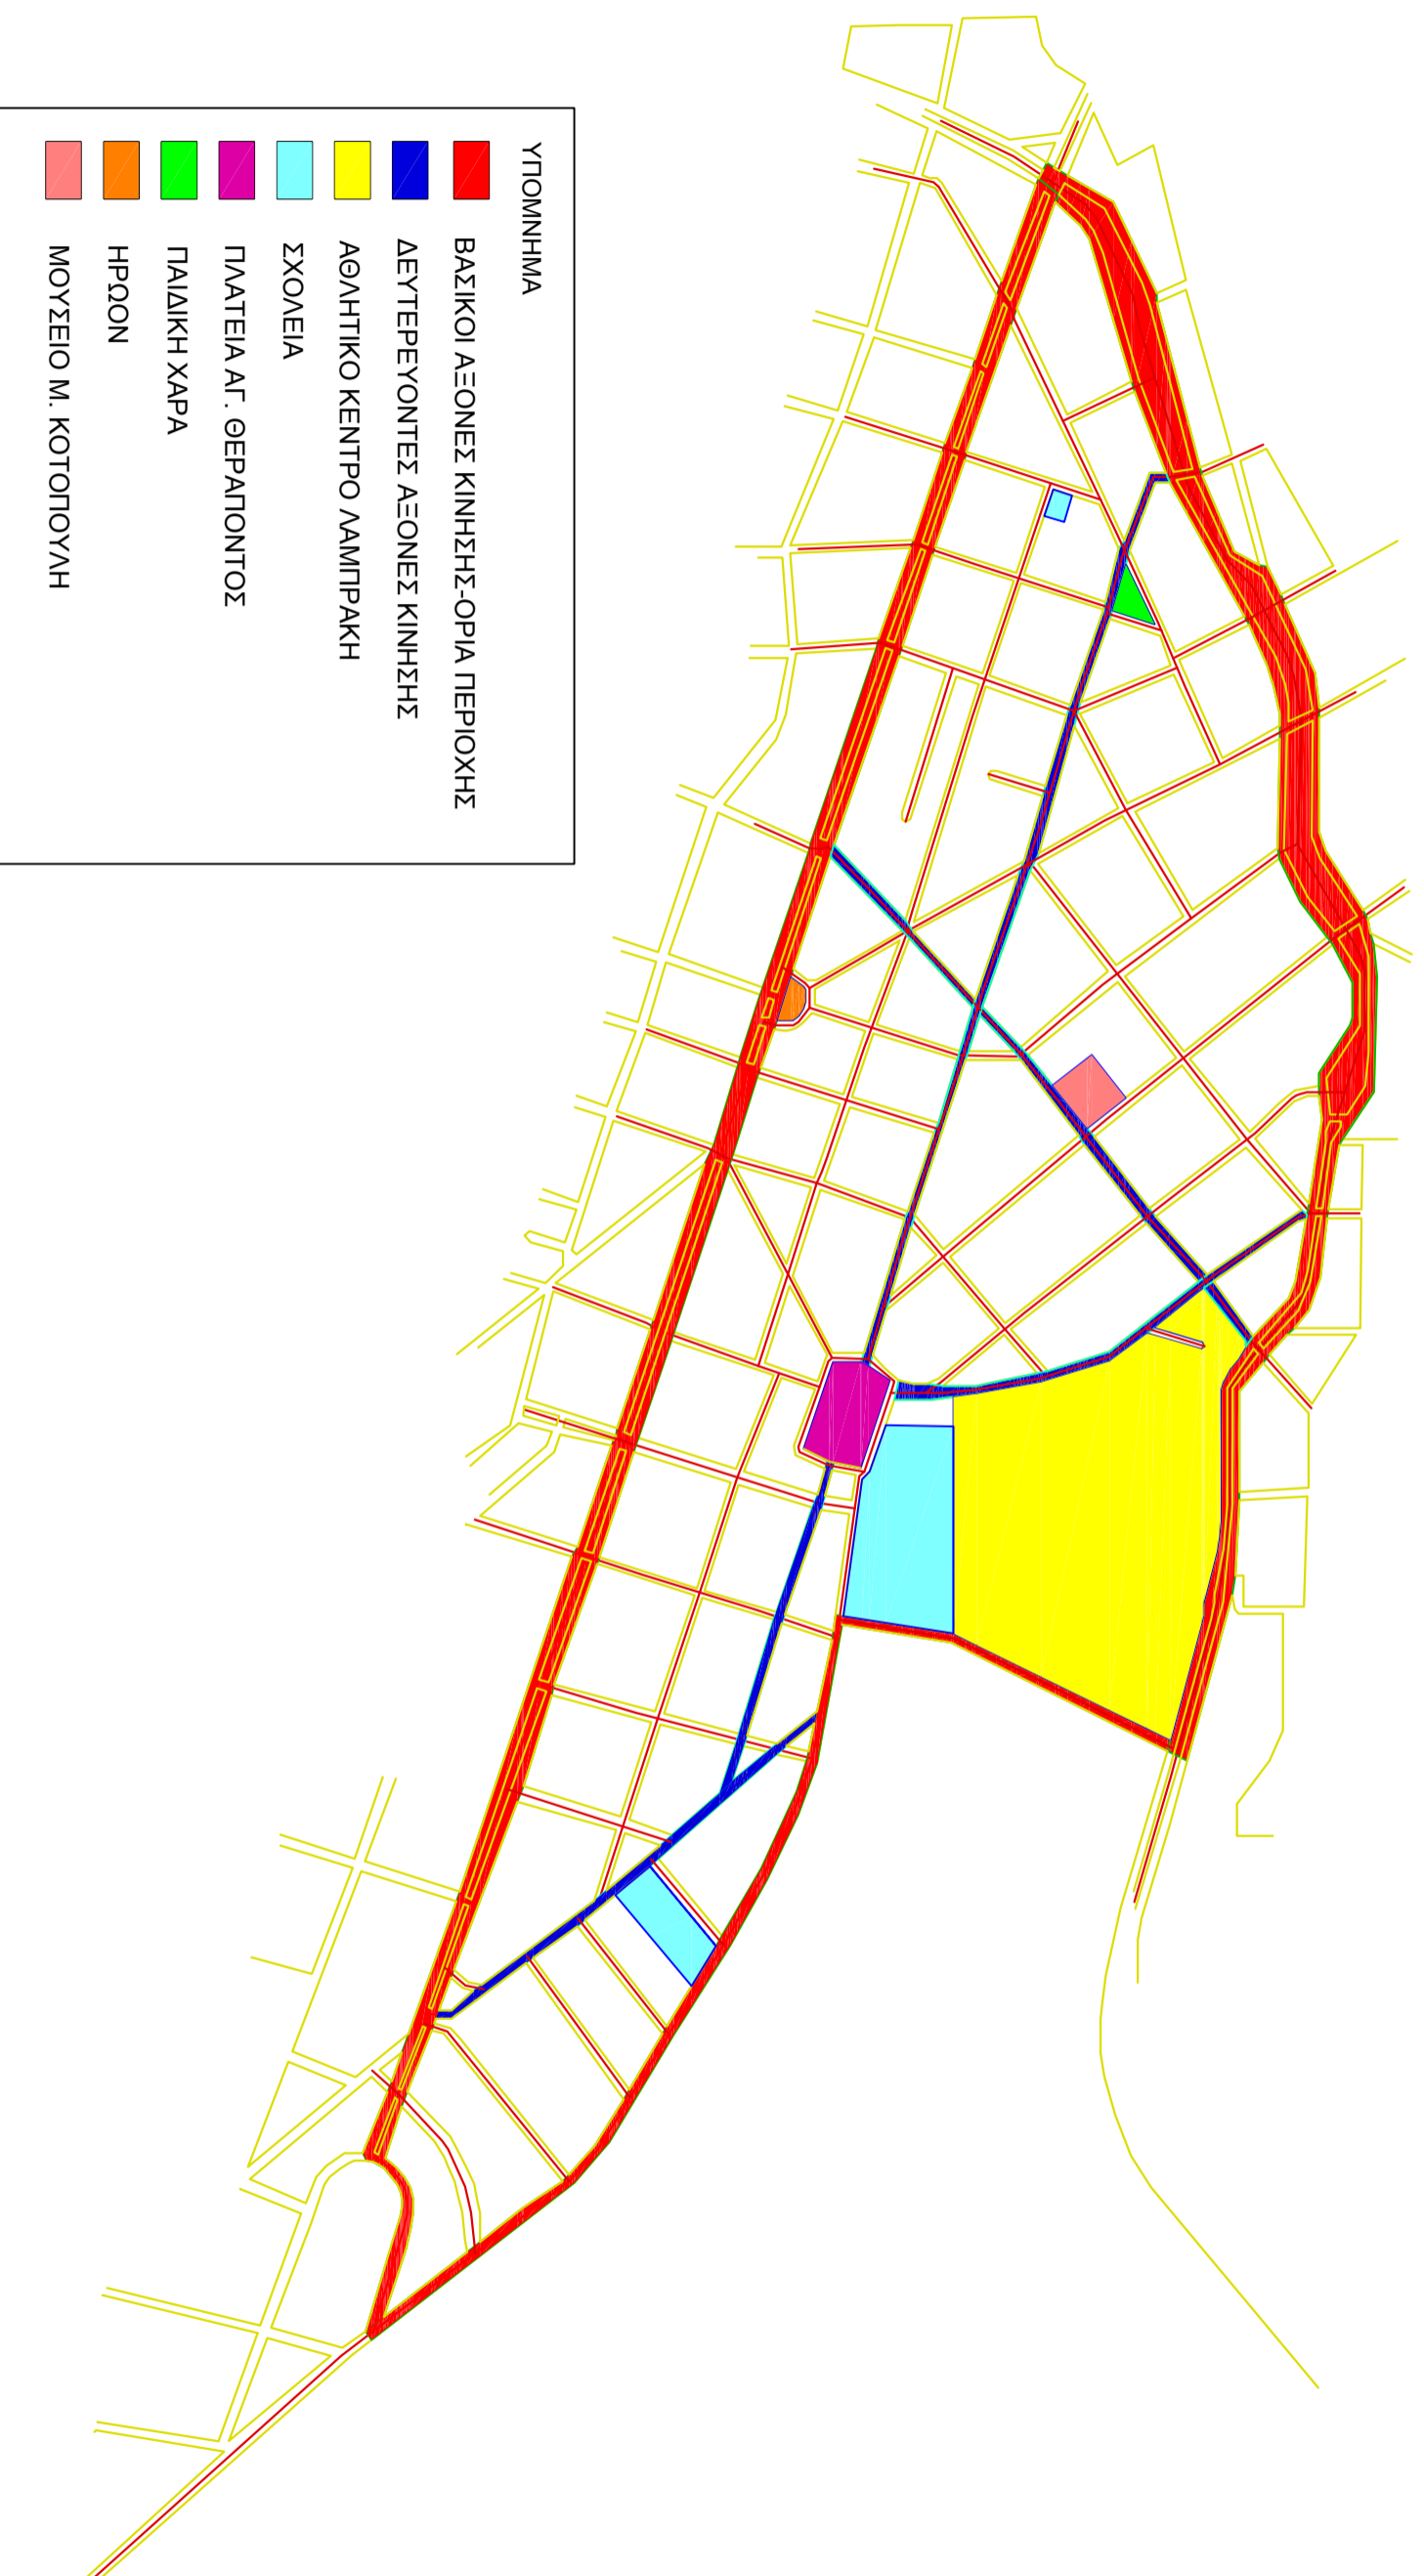 ΥΠΟΜΝΗΜΑ
ΒΑΣΙΚΟΙ ΑΞΟΝΕΣ ΚΙΝΗΣΗΣ-ΟΡΙΑ ΠΕΡΙΟΧΗΣ
ΔΕΥΤΕΡΕΥΟΝΤΕΣ ΑΞΟΝΕΣ ΚΙΝΗΣΗΣ
ΑΘΛΗΤΙΚΟ ΚΕΝΤΡΟ ΛΑΜΠΡΑΚΗ
ΣΧΟΛΕΙΑ
ΠΛΑΤΕΙΑ ΑΓ. ΘΕΡΑΠΟΝΤΟΣ
ΠΑΙΔΙΚΗ ΧΑΡΑ
ΗΡΩΟΝ
ΜΟΥΣΕΙΟ Μ. ΚΟΤΟΠΟΥΛΗ